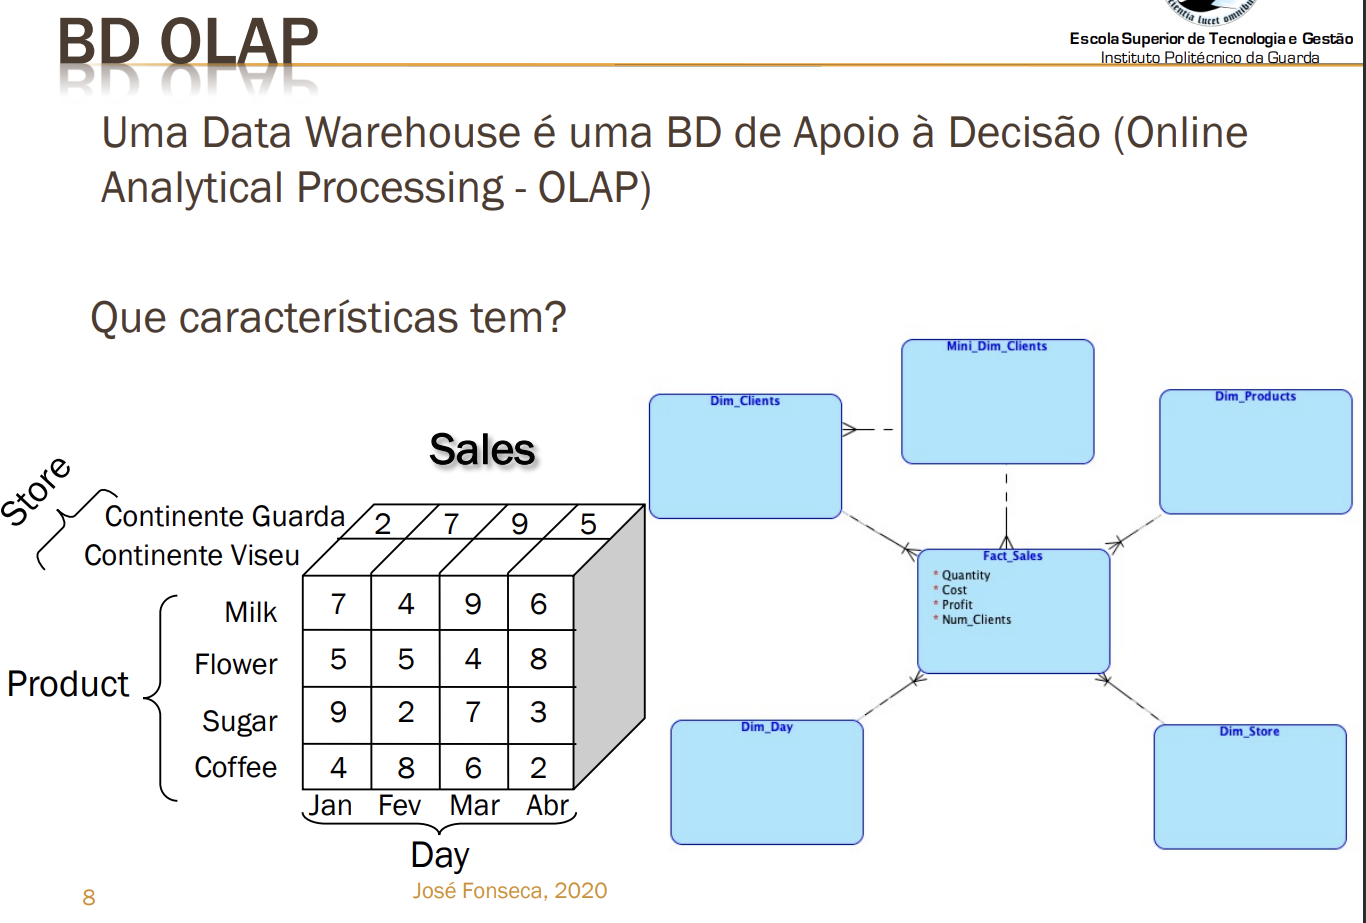 BD OLAP
cientia lucet omnibu
Escola Superior de Tecnologia e Gestão
Instituto Politécnico da Guarda
Uma Data Warehouse é uma BD de Apoio à Decisão (Online
Analytical Processing - OLAP)
Que características tem?
Sales
Store
Continente Guarda
2 7 9 5
Continente Viseu
Product
Milk
7 4 9 6
Flower
5 5 4 8
Sugar
9 2 7 3
Coffee
4 8 6 2
Jan Fev Mar Abr
Day
Mini_Dim_Clients
Dim_Clients
Dim_Products
Fact_Sales
* Quantity
* Cost
* Profit
* Num_Clients
Dim_Day
Dim_Store
8
José Fonseca, 2020